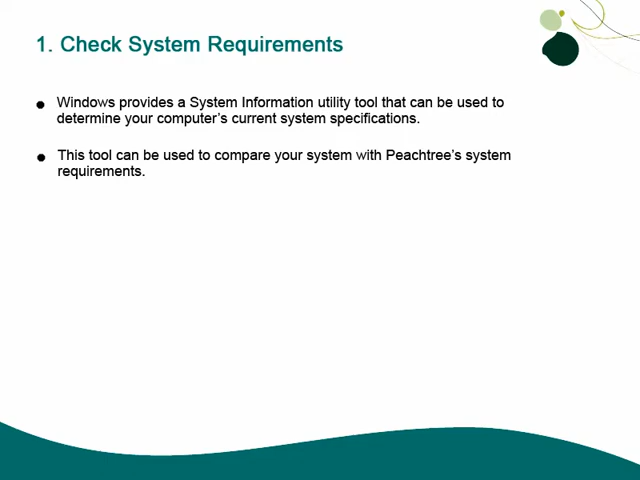 1. Check System Requirements
● Windows provides a System Information utility tool that can be used to
determine your computer's current system specifications.
● This tool can be used to compare your system with Peachtree's system
requirements.